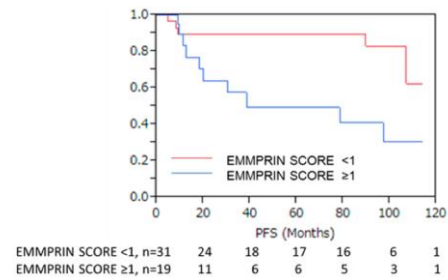 1.0
0.8
0.6
0.4
0.2
0.0
EMMPRIN SCORE <1
EMMPRIN SCORE ≥1
0 20 40 60 80 100 120
PFS (Months)
EMMPRIN SCORE <1, n=31 24 18 17 16 6 1
EMMPRIN SCORE ≥1, n=19 11 6 6 5 3 1